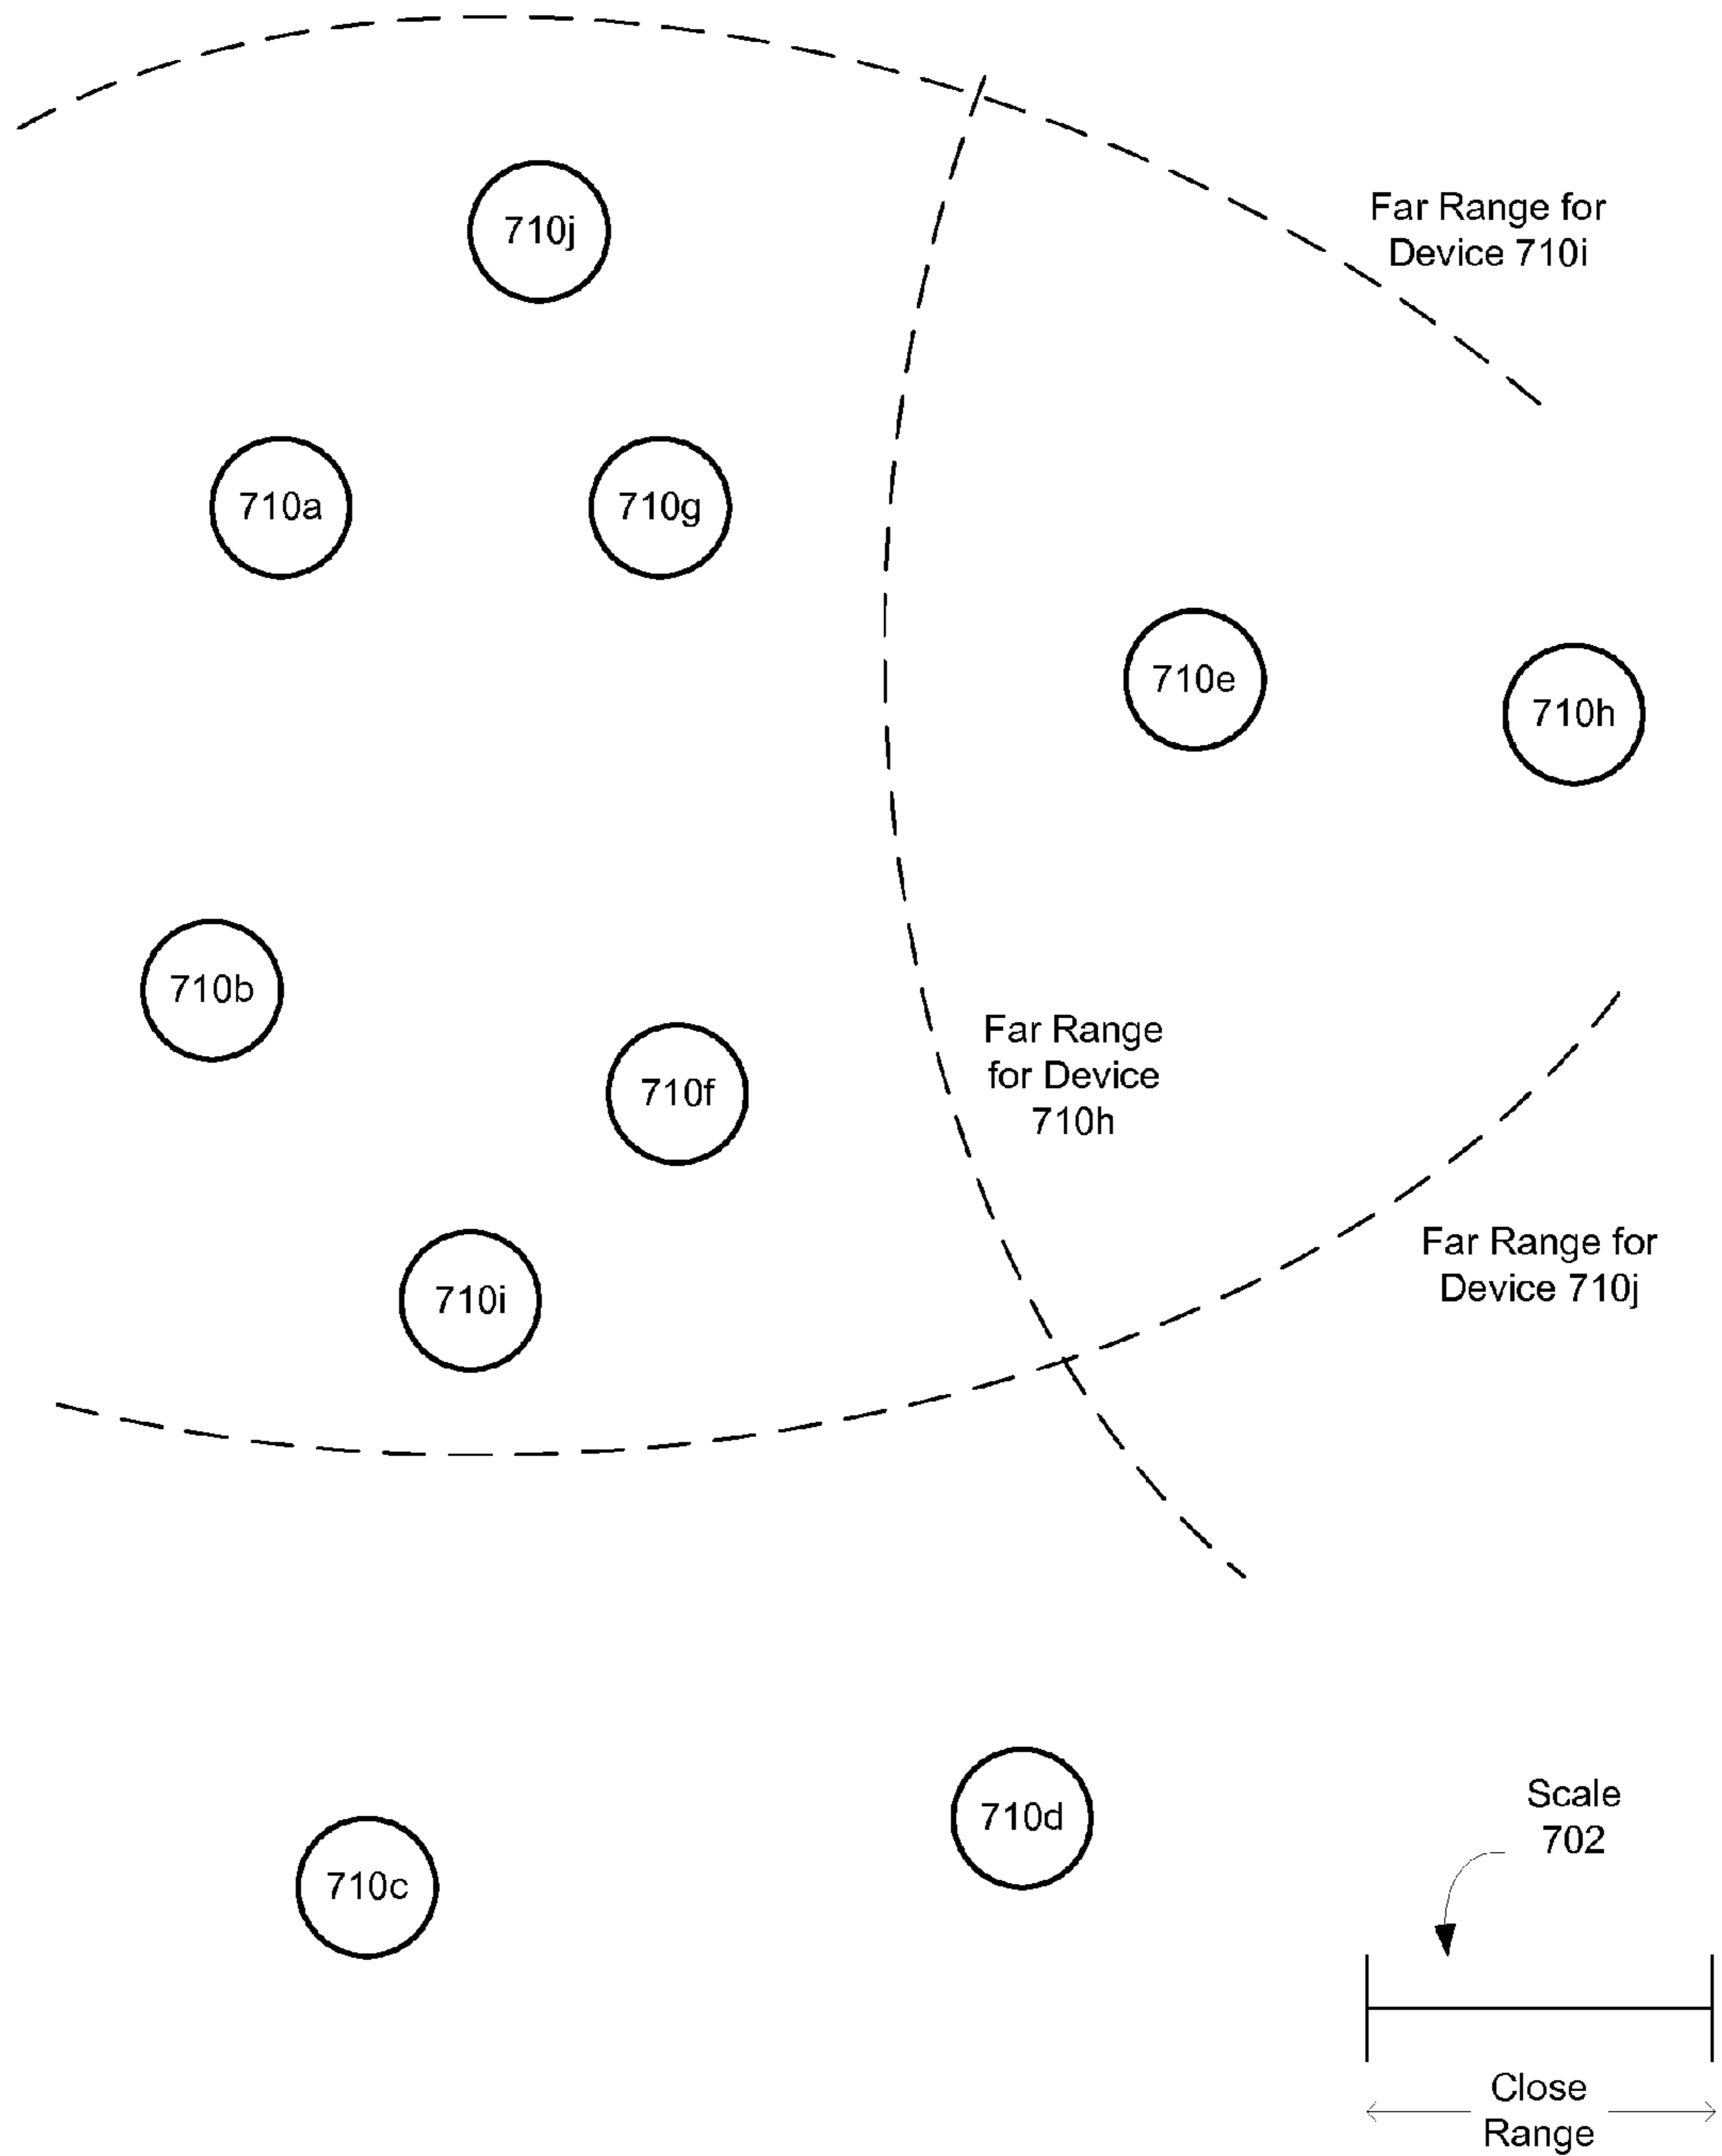 710j
Far Range for
Device 710i
710a
710g
710e
710h
710b
Far Range
for Device
710h
710f
Far Range for
Device 710j
710i
Scale
702
710d
710c
Close
Range